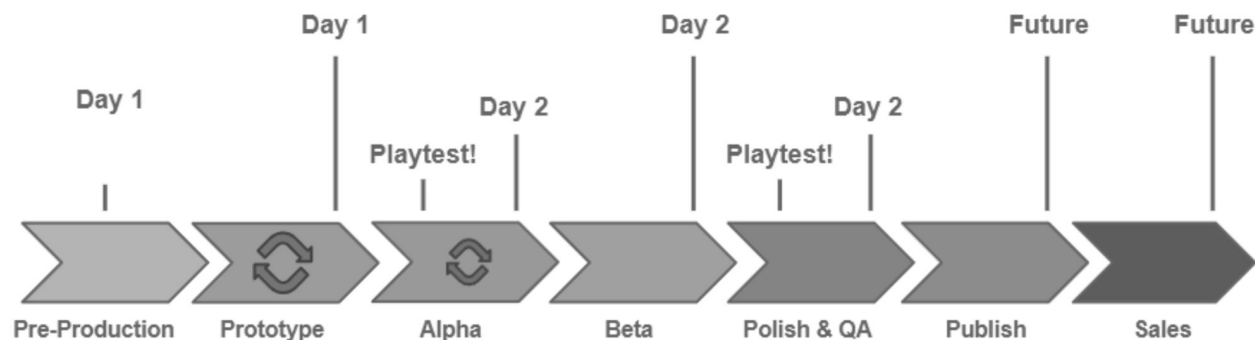 Day 1
Day 2
Future
Future
Day 1
Day 2
Day 2
Playtest!
Playtest!
Pre-Production
Prototype
Alpha
Beta
Polish & QA
Publish
Sales